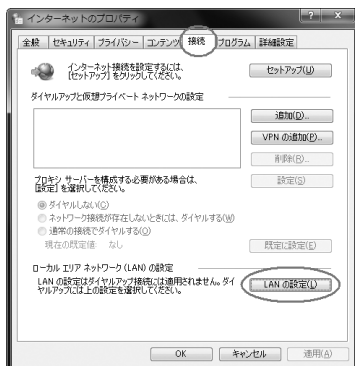 インターネットのプロパティ
全般 セキュリティ プライバシー コンテンツ 接続 プログラム 詳細設定
インターネット接続を設定するには、
[セットアップ] をクリックしてください。
セットアップ(U)
ダイヤルアップと仮想プライベート ネットワークの設定
追加(D)...
VPN の追加(P)...
削除(R)...
プロキシ サーバーを構成する必要がある場合は、
[設定] を選択してください。
設定(S)
ダイヤルしない(C)
ネットワーク接続が存在しないときには、ダイヤルする(W)
通常の接続でダイヤルする(O)
現在の既定値 なし
既定に設定(E)
ローカル エリア ネットワーク (LAN) の設定
LAN の設定はダイヤルアップ接続には適用されません。ダイ
ヤルアップには上の設定を選択してください。
LAN の設定(L)
OK キャンセル 適用(A)